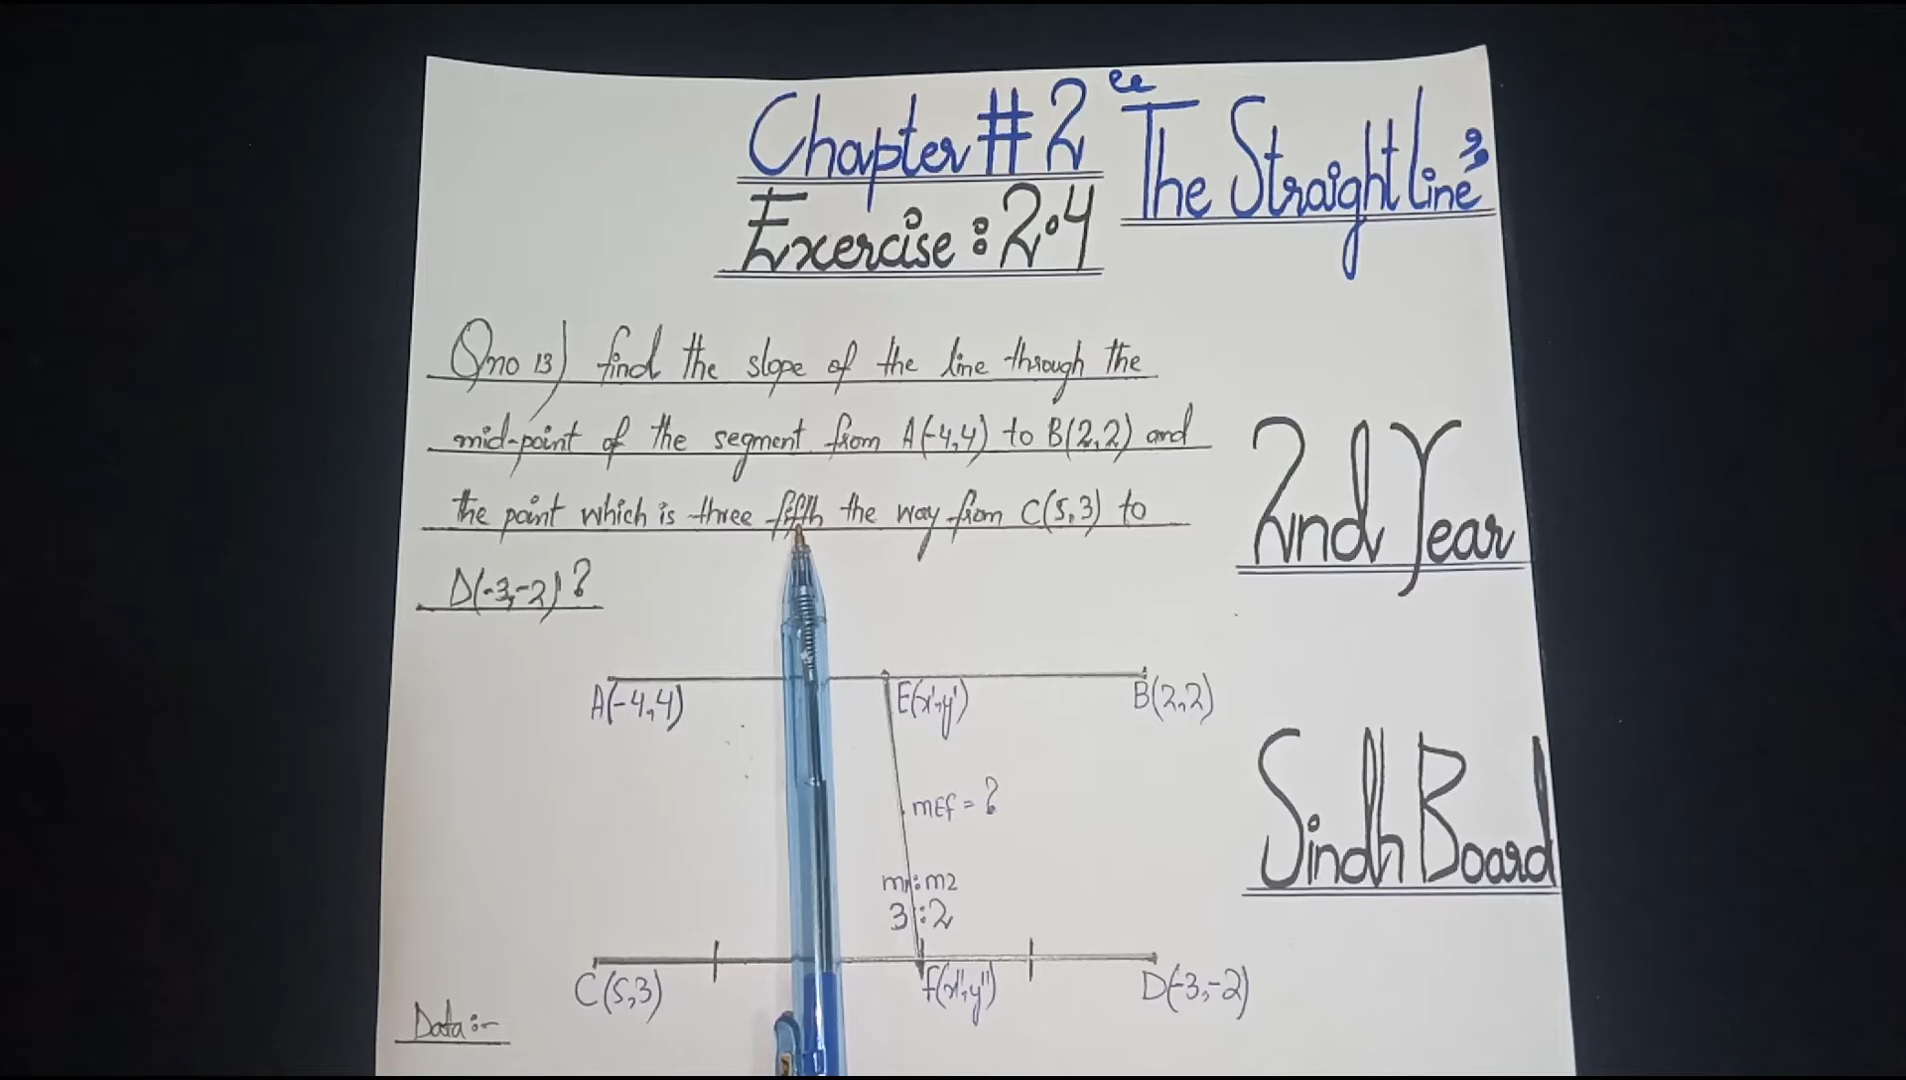 Chapter # 2 "The Straight Line"
Exercise : 2.4
Qno 13) find the slope of the line through the
mid-point of the segment from A(-4,4) to B(2,2) and
the point which is three fifth the way from C(5,3) to
D(-3,-2) ?
2nd Year
A(-4,4) E(x',y') B(2,2)
mEf = ?
Sindh Board
m1:m2
3:2
C(5,3) f(x'',y'') D(-3,-2)
Data:-